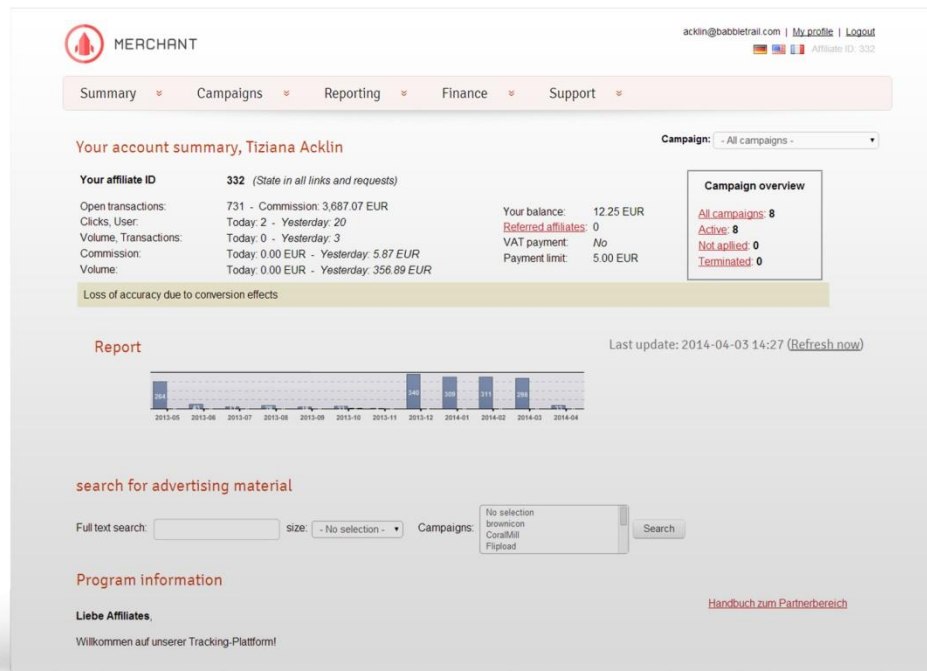 MERCHANT
acklin@babbletrail.com | My profile | Logout
Affiliate ID: 332
Summary Campaigns Reporting Finance Support
Your account summary, Tiziana Acklin
Campaign: - All campaigns -
Your affiliate ID 332 (State in all links and requests)
Open transactions: 731 - Commission: 3,687.07 EUR
Clicks, User: Today: 2 - Yesterday: 20
Volume, Transactions: Today: 0 - Yesterday: 3
Commission: Today: 0.00 EUR - Yesterday: 5.87 EUR
Volume: Today: 0.00 EUR - Yesterday: 356.89 EUR
Your balance: 12.25 EUR
Referred affiliates: 0
VAT payment: No
Payment limit: 5.00 EUR
Campaign overview
All campaigns: 8
Active: 8
Not apllied: 0
Terminated: 0
Loss of accuracy due to conversion effects
Report
Last update: 2014-04-03 14:27 (Refresh now)
264 340 309 311
2013-05 2013-06 2013-07 2013-08 2013-09 2013-10 2013-11 2013-12 2014-01 2014-02 2014-03 2014-04
search for advertising material
Full text search: size: - No selection - Campaigns:
No selection
brownicon
CoralMill
Flipload
Search
Program information
Handbuch zum Partnerbereich
Liebe Affiliates,
Willkommen auf unserer Tracking-Plattform!